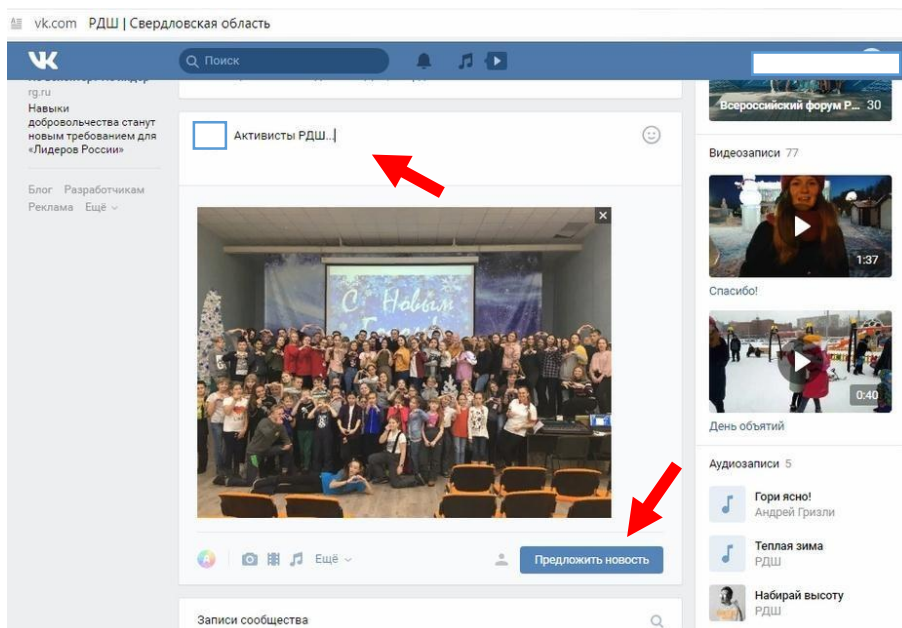 vk.com РДШ | Свердловская область
Поиск
rg.ru
Навыки
добровольчества станут
новым требованием для
«Лидеров России»
Блог Разработчикам
Реклама Ещё
Активисты РДШ...
С Новым
Годом!
Предложить новость
Ещё
Записи сообщества
Всероссийский форум Р... 30
Видеозаписи 77
1:37
Спасибо!
0:40
День объятий
Аудиозаписи 5
Гори ясно!
Андрей Гризли
Теплая зима
РДШ
Набирай высоту
РДШ